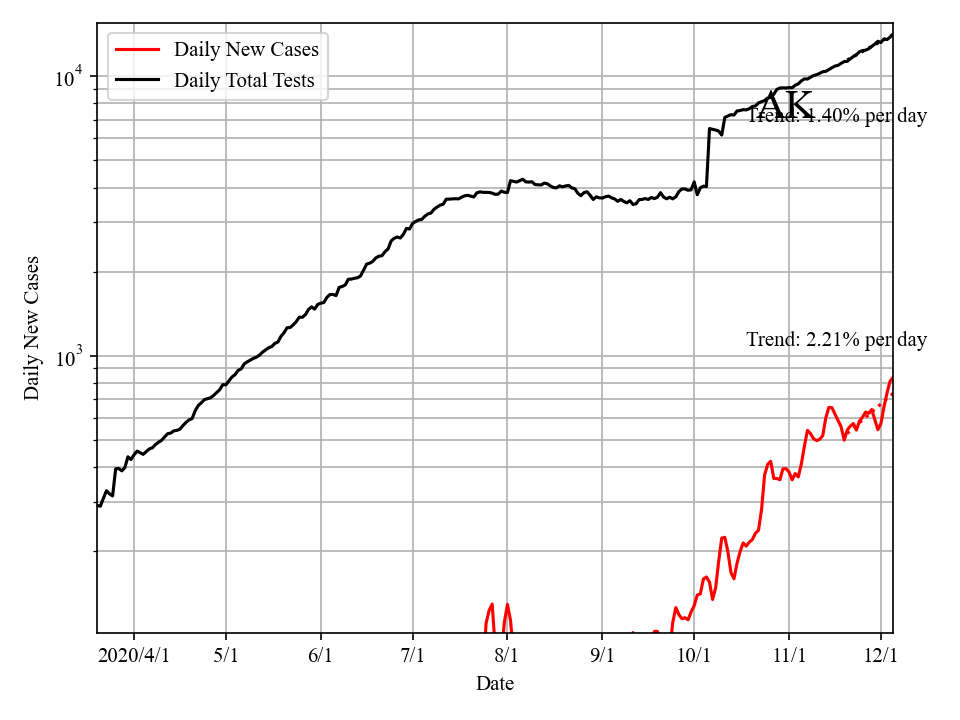 Daily New Cases
Daily Total Tests
10^4
AK
Trend: 1.40% per day
Daily New Cases
10^3
Trend: 2.21% per day
2020/4/1 5/1 6/1 7/1 8/1 9/1 10/1 11/1 12/1
Date